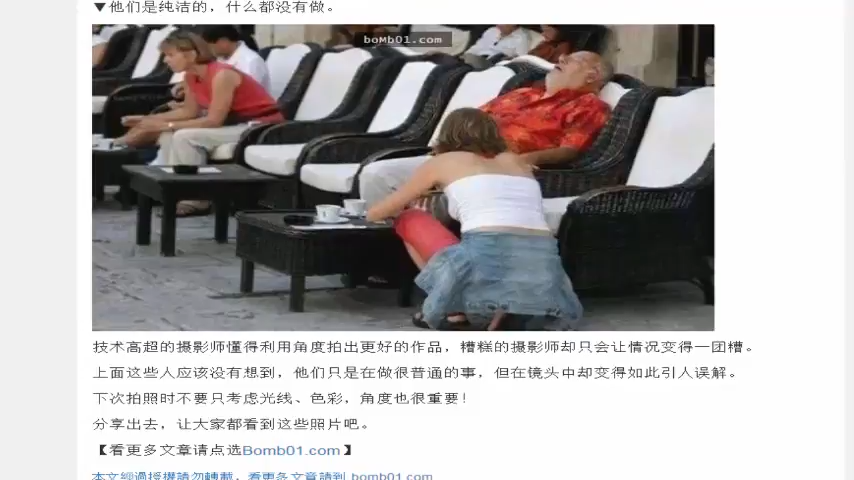 ▼他们是纯洁的，什么都没有做。
boMb01.com
技术高超的摄影师懂得利用角度拍出更好的作品，糟糕的摄影师却只会让情况变得一团糟。
上面这些人应该没有想到，他们只是在做很普通的事，但在镜头中却变得如此引人误解。
下次拍照时不要只考虑光线、色彩，角度也很重要！
分享出去，让大家都看到这些照片吧。
【看更多文章请点选Bomb01.com】
本文經過授權請勿轉載，看更多文章請到 bomb01.com